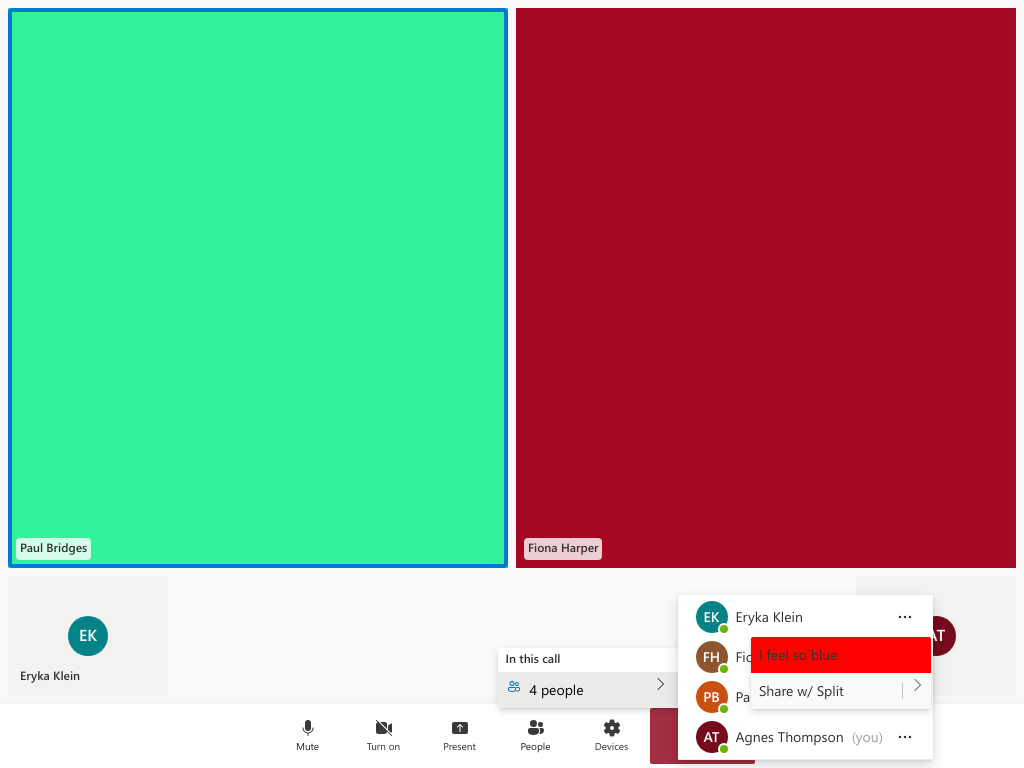 Paul Bridges
Fiona Harper
EK
Eryka Klein
AT
In this call
4 people
EK Eryka Klein
FH Fio
I feel so blue
PB Pa
Share w/ Split
AT Agnes Thompson (you)
Mute
Turn on
Present
People
Devices